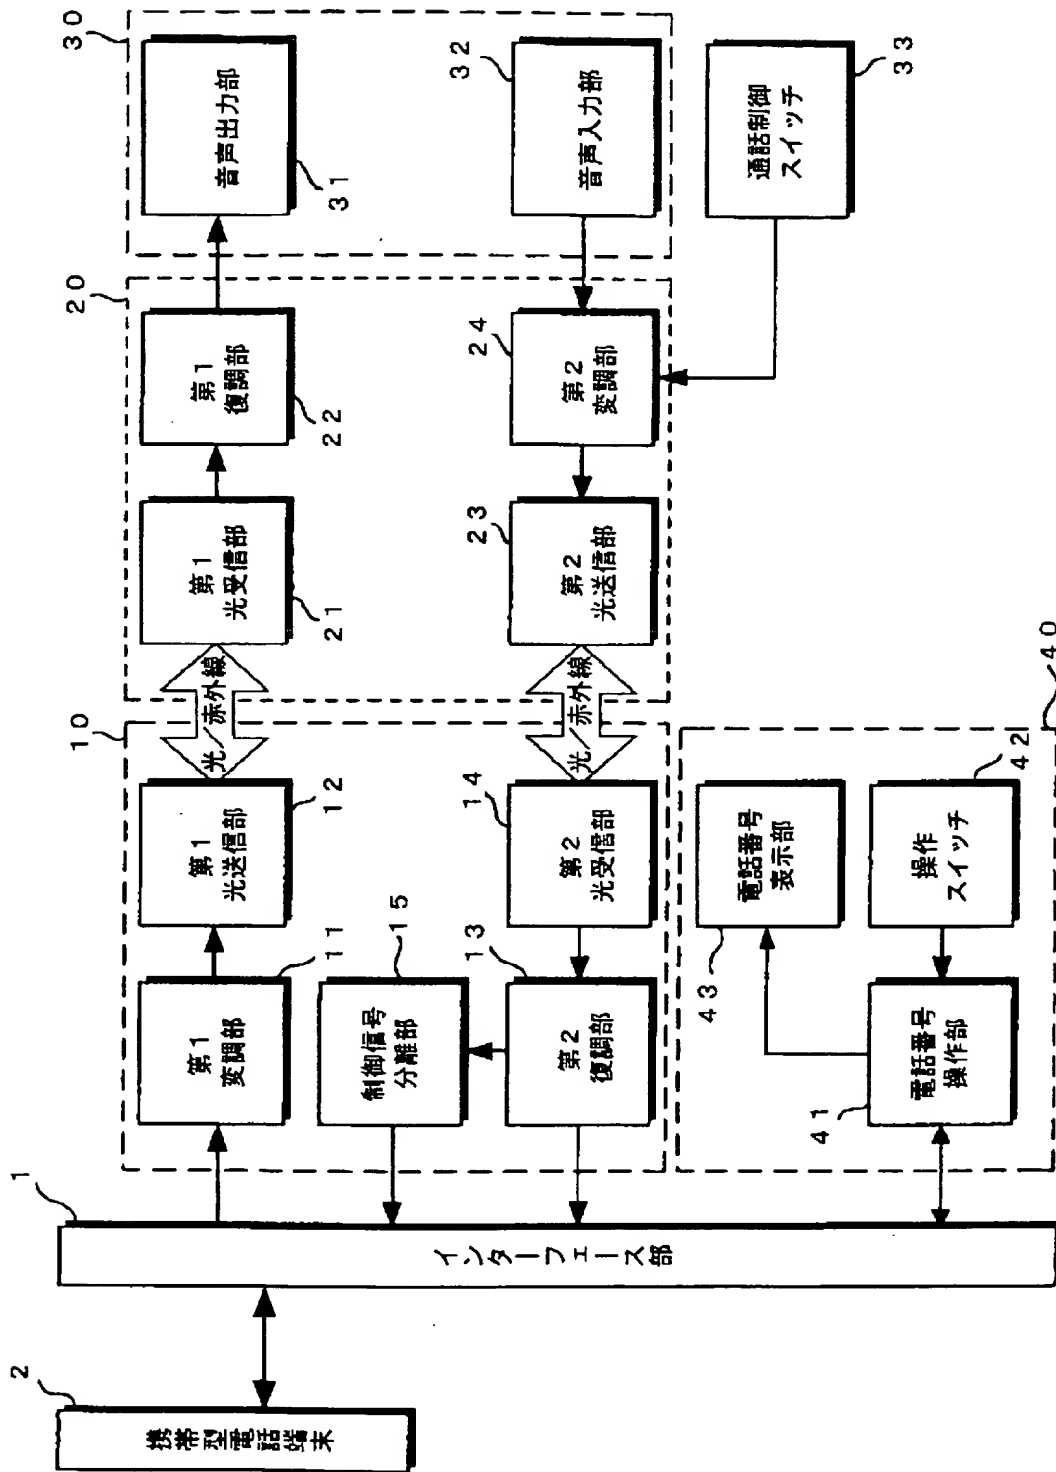 携帯型電話端末
2
インターフェース部
1
10
第1
変調部
11
第1
光送信部
12
制御信号
分離部
15
第2
復調部
13
第2
光受信部
14
光／赤外線
光／赤外線
20
第1
光受信部
21
第1
復調部
22
第2
光送信部
23
第2
変調部
24
30
音声出力部
31
音声入力部
32
通話制御
スイッチ
33
40
電話番号
操作部
41
操作
スイッチ
42
電話番号
表示部
43